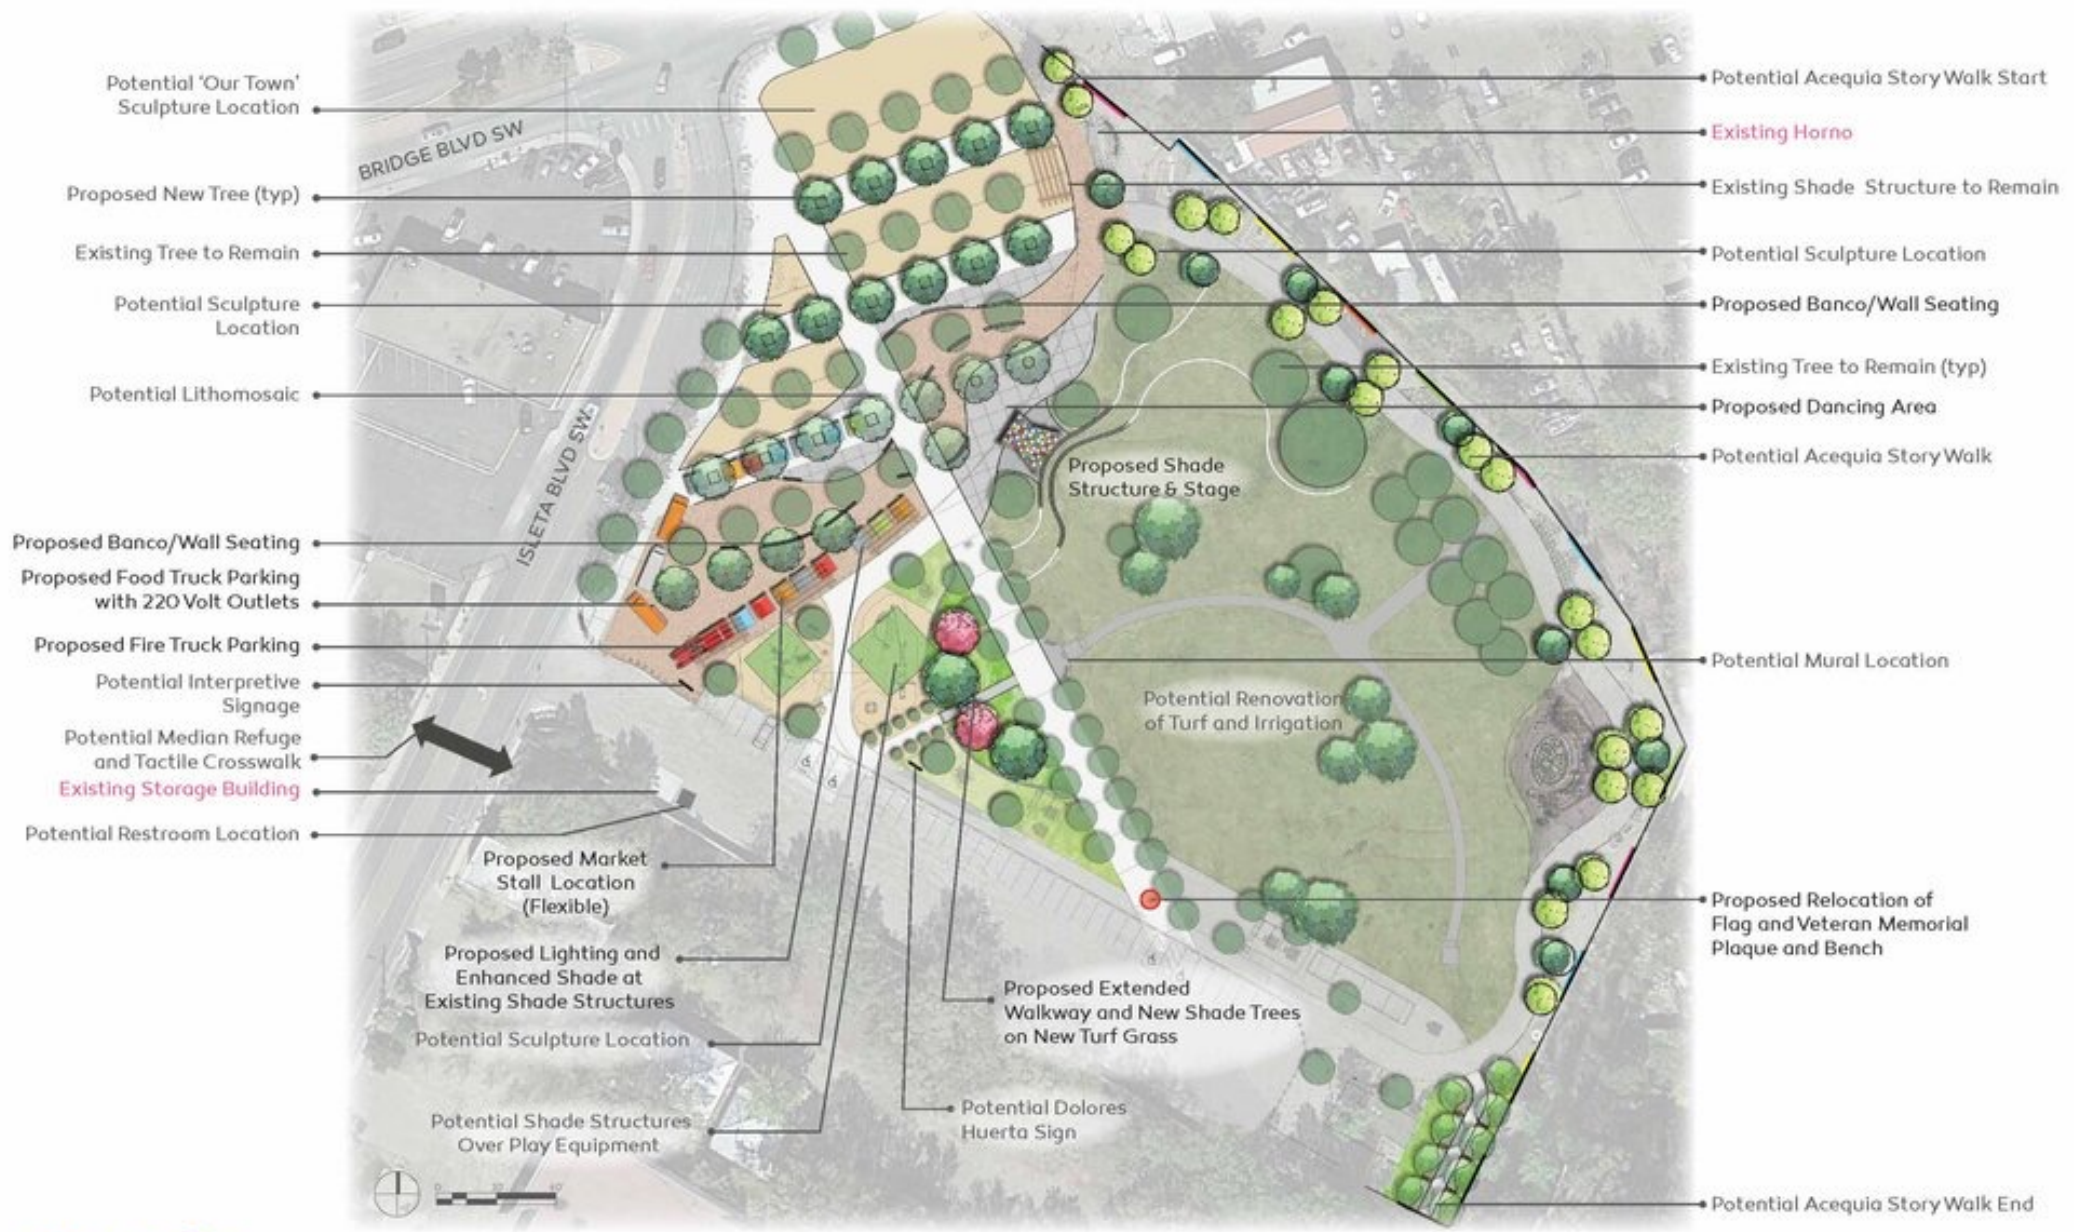 Potential 'Our Town'
Sculpture Location
BRIDGE BLVD SW
Proposed New Tree (typ)
Existing Tree to Remain
Potential Sculpture
Location
Potential Lithomosaic
ISLETA BLVD SW
Proposed Banco/Wall Seating
Proposed Food Truck Parking
with 220 Volt Outlets
Proposed Fire Truck Parking
Potential Interpretive
Signage
Potential Median Refuge
and Tactile Crosswalk
Existing Storage Building
Potential Restroom Location
Proposed Market
Stall Location
(Flexible)
Proposed Lighting and
Enhanced Shade at
Existing Shade Structures
Potential Sculpture Location
Potential Shade Structures
Over Play Equipment
Proposed Shade
Structure & Stage
Potential Renovation
of Turf and Irrigation
Proposed Extended
Walkway and New Shade Trees
on New Turf Grass
Potential Dolores
Huerta Sign
Potential Acequia Story Walk Start
Existing Horno
Existing Shade Structure to Remain
Potential Sculpture Location
Proposed Banco/Wall Seating
Existing Tree to Remain (typ)
Proposed Dancing Area
Potential Acequia Story Walk
Potential Mural Location
Proposed Relocation of
Flag and Veteran Memorial
Plaque and Bench
Potential Acequia Story Walk End